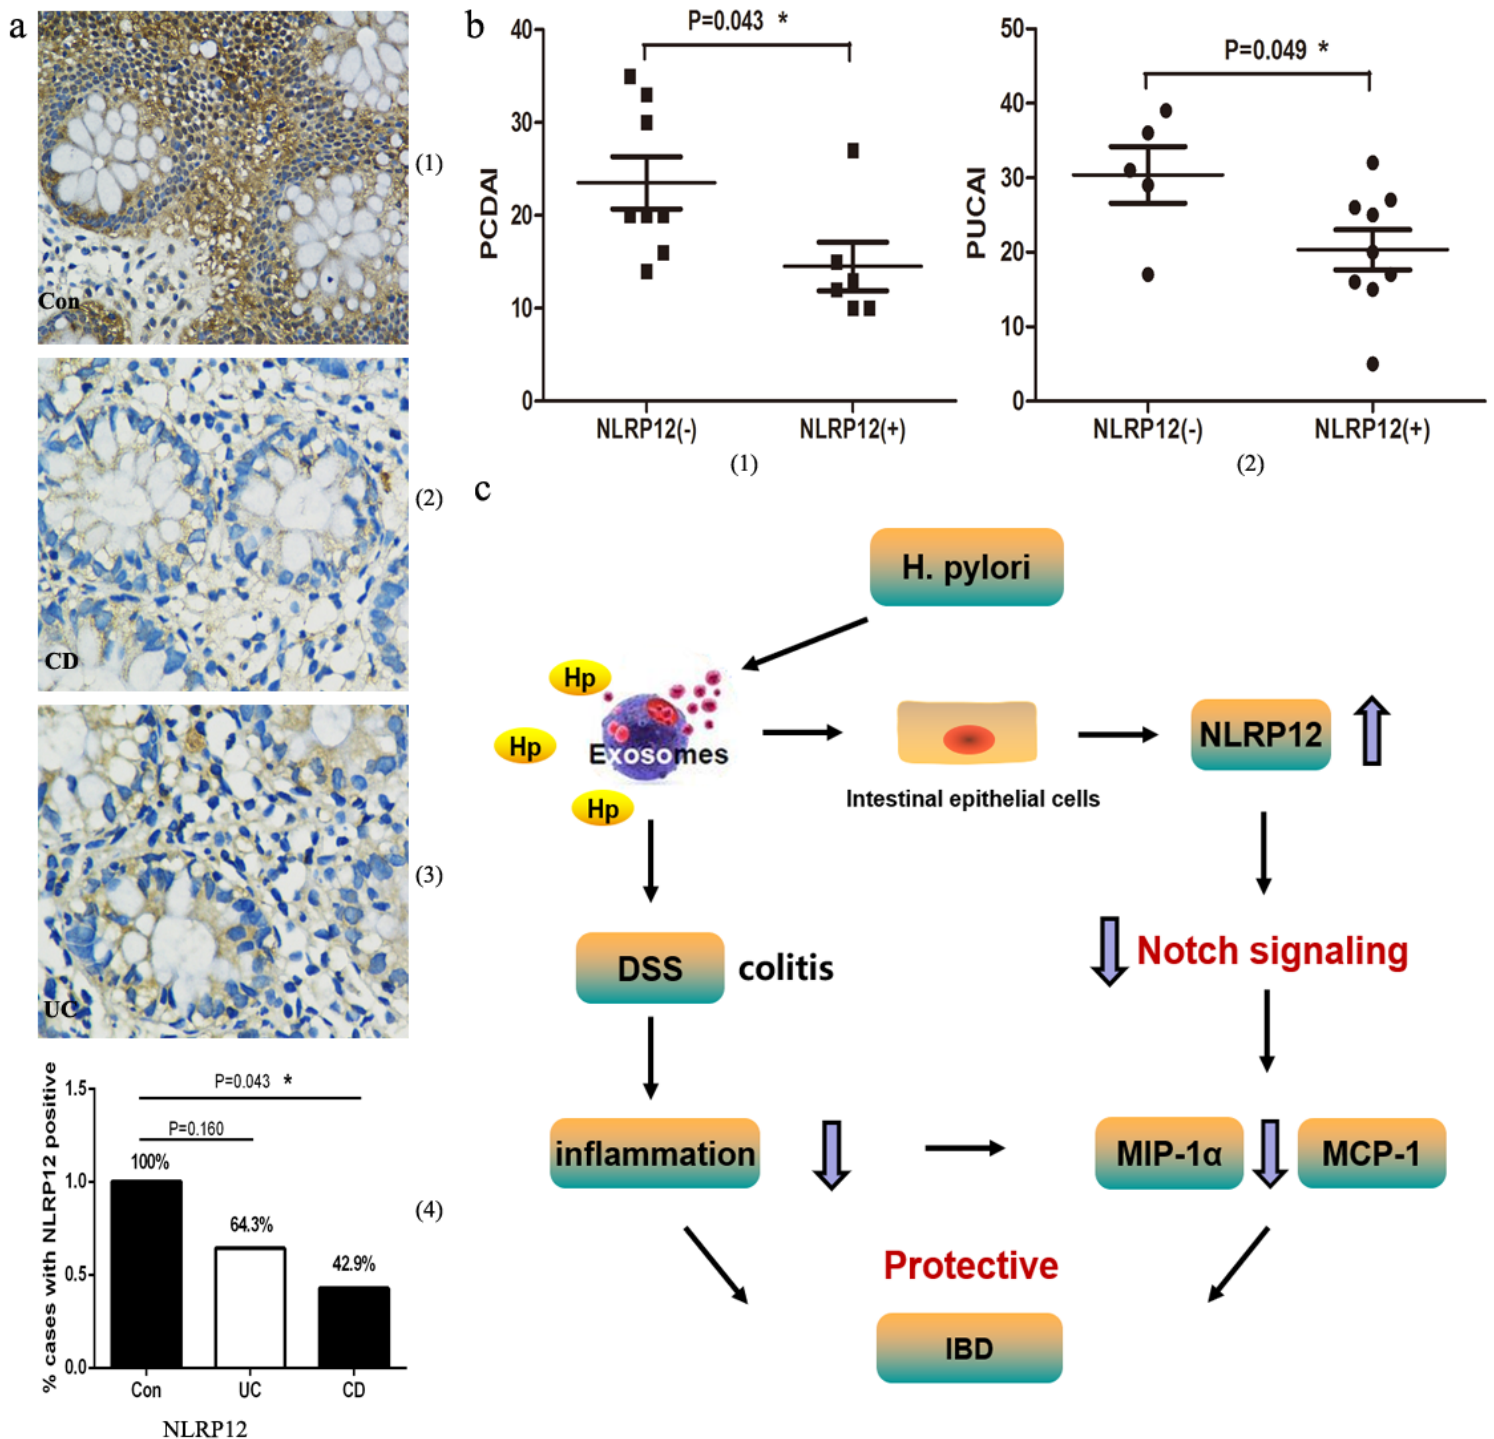 a
Con
(1)
CD
(2)
UC
(3)
% cases with NLRP12 positive
1.5
1.0
0.5
0.0
P=0.043 *
P=0.160
100%
64.3%
42.9%
Con UC CD
NLRP12
(4)
b
PCDAI
40
30
20
10
0
P=0.043 *
NLRP12(-) NLRP12(+)
(1)
PUCAI
50
40
30
20
10
0
P=0.049 *
NLRP12(-) NLRP12(+)
(2)
c
H. pylori
Hp
Hp
Hp
Exosomes
Intestinal epithelial cells
NLRP12
DSS colitis
Notch signaling
inflammation
MIP-1α MCP-1
Protective
IBD